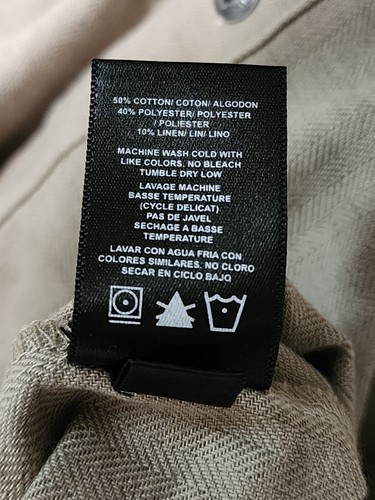 50% COTTON/ COTON/ ALGODON
40% POLYESTER/ POLYESTER
/ POLIESTER
10% LINEN/ LIN/ LINO
MACHINE WASH COLD WITH
LIKE COLORS. NO BLEACH
TUMBLE DRY LOW
LAVAGE MACHINE
BASSE TEMPERATURE
(CYCLE DELICAT)
PAS DE JAVEL
SECHAGE A BASSE
TEMPERATURE
LAVAR CON AGUA FRIA CON
COLORES SIMILARES. NO CLORO
SECAR EN CICLO BAJO